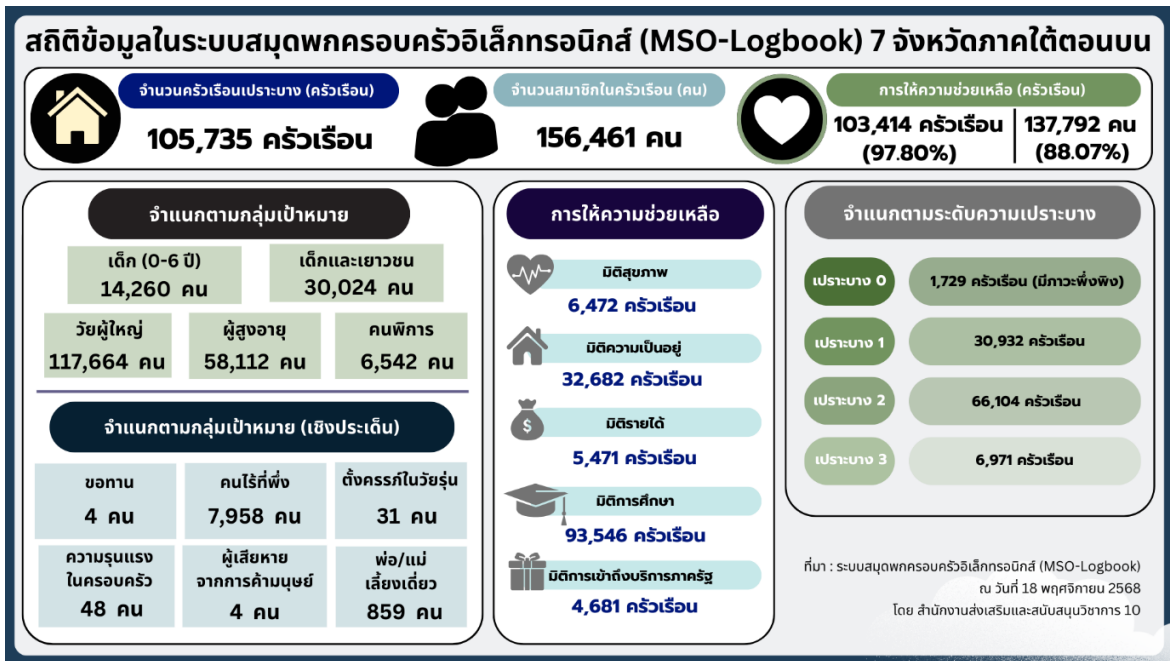 สถิติข้อมูลในระบบสมุดพกครอบครัวอิเล็กทรอนิกส์ (MSO-Logbook) 7 จังหวัดภาคใต้ตอนบน
จำนวนครัวเรือนเปราะบาง (ครัวเรือน)
105,735 ครัวเรือน
จำนวนสมาชิกในครัวเรือน (คน)
156,461 คน
การให้ความช่วยเหลือ (ครัวเรือน)
103,414 ครัวเรือน
(97.80%)
137,792 คน
(88.07%)
จำแนกตามกลุ่มเป้าหมาย
เด็ก (0-6 ปี)
14,260 คน
เด็กและเยาวชน
30,024 คน
วัยผู้ใหญ่
117,664 คน
ผู้สูงอายุ
58,112 คน
คนพิการ
6,542 คน
จำแนกตามกลุ่มเป้าหมาย (เชิงประเด็น)
ขอทาน
4 คน
คนไร้ที่พึ่ง
7,958 คน
ตั้งครรภ์ในวัยรุ่น
31 คน
ความรุนแรง
ในครอบครัว
48 คน
ผู้เสียหาย
จากการค้ามนุษย์
4 คน
พ่อ/แม่
เลี้ยงเดี่ยว
859 คน
การให้ความช่วยเหลือ
มิติสุขภาพ
6,472 ครัวเรือน
มิติความเป็นอยู่
32,682 ครัวเรือน
$
มิติรายได้
5,471 ครัวเรือน
มิติการศึกษา
93,546 ครัวเรือน
มิติการเข้าถึงบริการภาครัฐ
4,681 ครัวเรือน
จำแนกตามระดับความเปราะบาง
เปราะบาง 0
1,729 ครัวเรือน (มีภาวะพึ่งพิง)
เปราะบาง 1
30,932 ครัวเรือน
เปราะบาง 2
66,104 ครัวเรือน
เปราะบาง 3
6,971 ครัวเรือน
ที่มา : ระบบสมุดพกครอบครัวอิเล็กทรอนิกส์ (MSO-Logbook)
ณ วันที่ 18 พฤศจิกายน 2568
โดย สำนักงานส่งเสริมและสนับสนุนวิชาการ 10